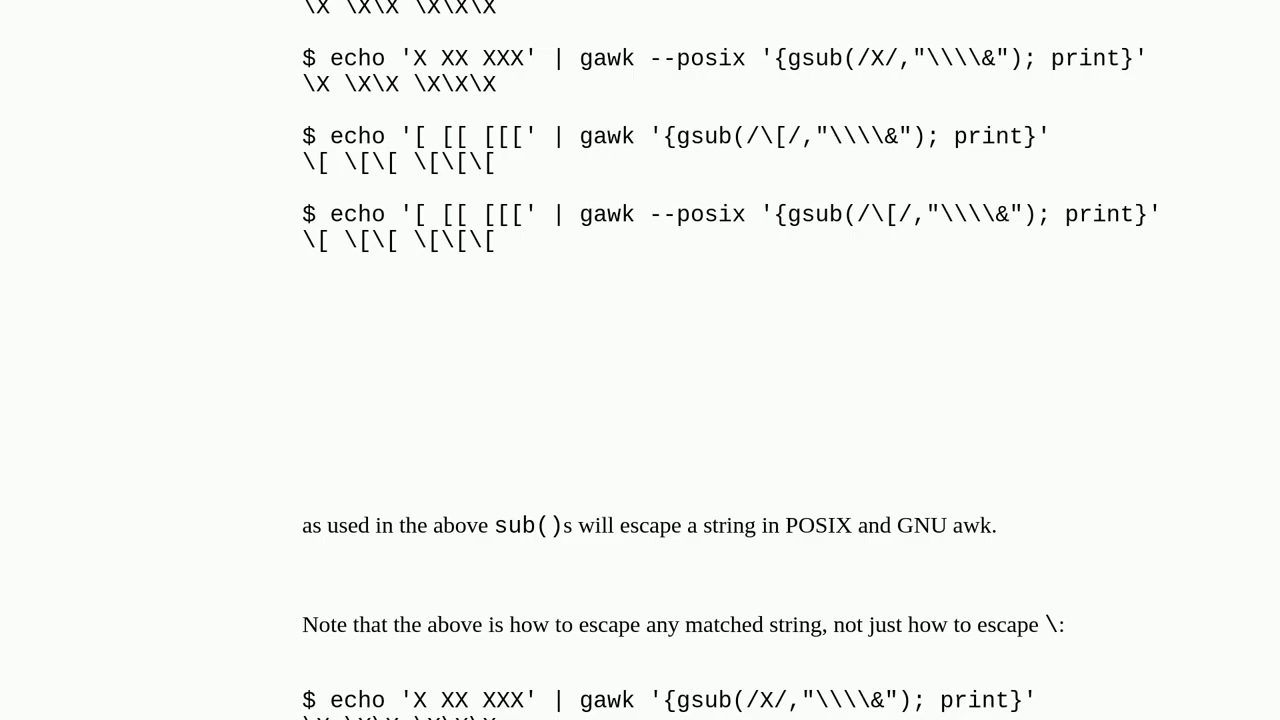 \X \X\X \X\X\X
$ echo 'X XX XXX' | gawk --posix '{gsub(/X/,"\\\\&"); print}'
\X \X\X \X\X\X
$ echo '[ [[ [[[' | gawk '{gsub(/\[/,"\\\\&"); print}'
\[ \[\[ \[\[\[
$ echo '[ [[ [[[' | gawk --posix '{gsub(/\[/,"\\\\&"); print}'
\[ \[\[ \[\[\[
as used in the above sub()s will escape a string in POSIX and GNU awk.
Note that the above is how to escape any matched string, not just how to escape \:
$ echo 'X XX XXX' | gawk '{gsub(/X/,"\\\\&"); print}'